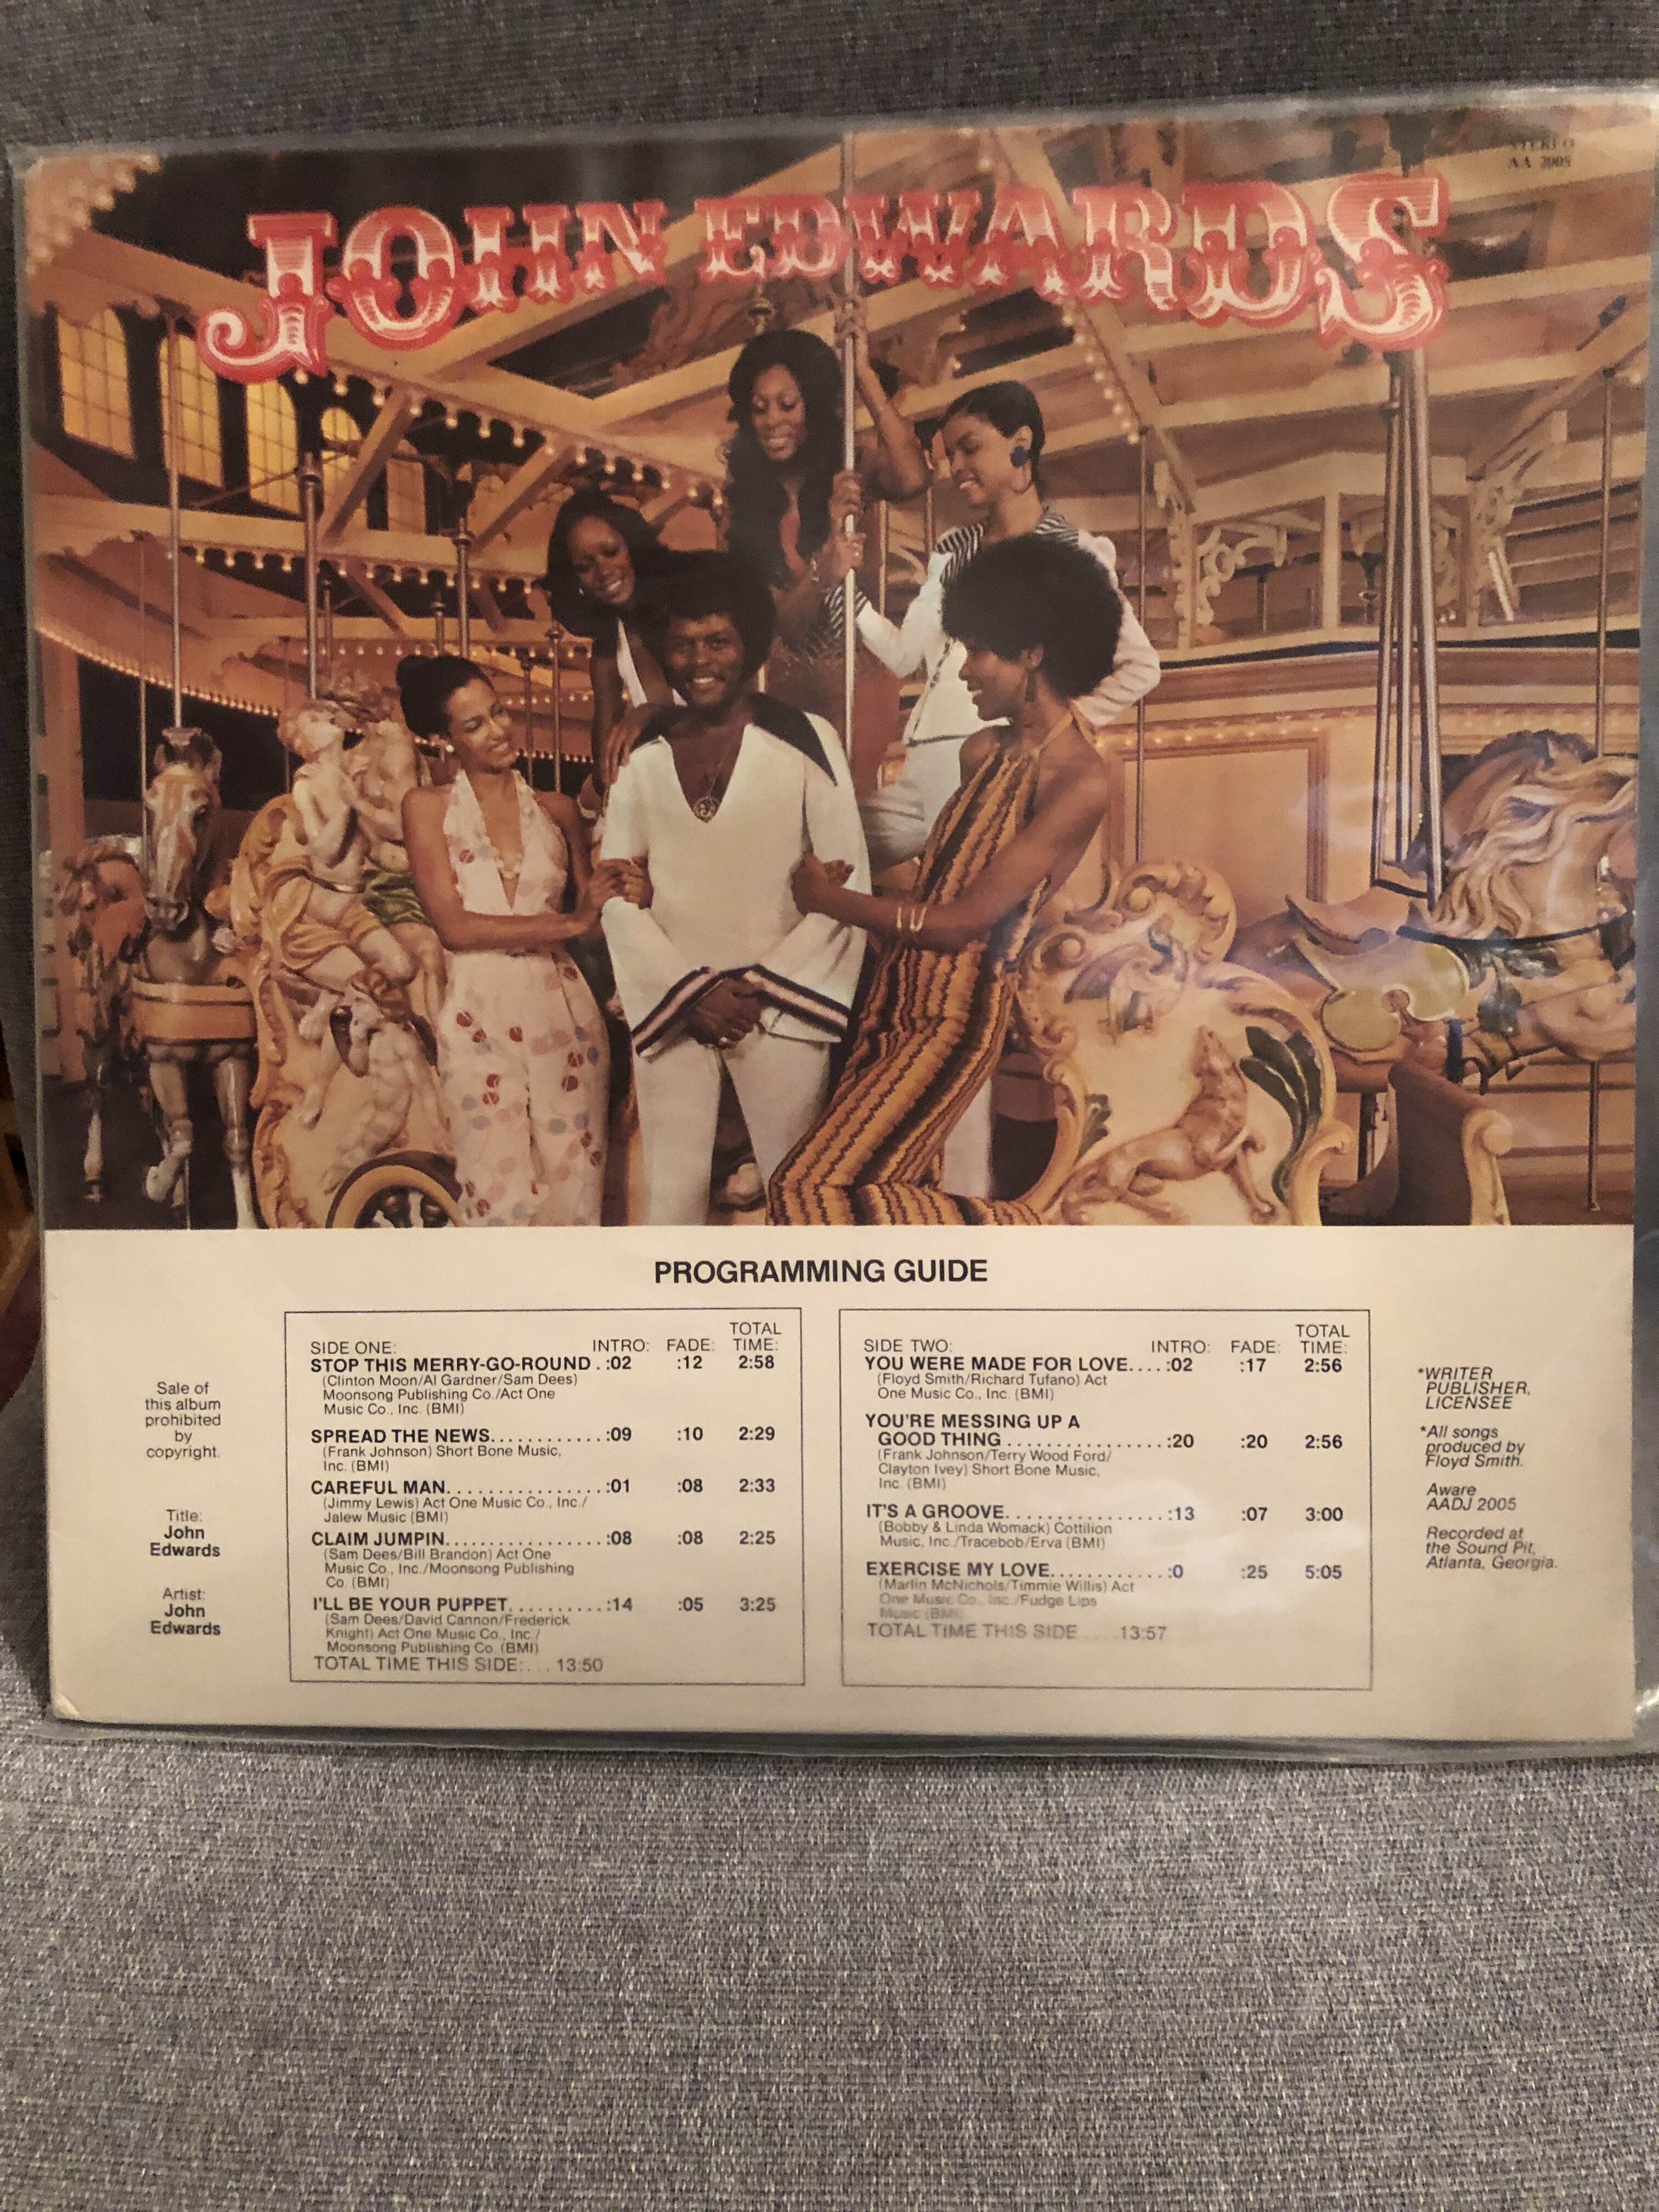 STEREO
AA 2005
JOHN EDWARDS
PROGRAMMING GUIDE
Sale of
this album
prohibited
by
copyright.
Title:
John
Edwards
Artist:
John
Edwards
TOTAL
SIDE ONE: INTRO: FADE: TIME:
STOP THIS MERRY-GO-ROUND . :02 :12 2:58
(Clinton Moon/Al Gardner/Sam Dees)
Moonsong Publishing Co./Act One
Music Co., Inc. (BMI)
SPREAD THE NEWS............:09 :10 2:29
(Frank Johnson) Short Bone Music,
Inc. (BMI)
CAREFUL MAN................:01 :08 2:33
(Jimmy Lewis) Act One Music Co., Inc./
Jalew Music (BMI)
CLAIM JUMPIN................:08 :08 2:25
(Sam Dees/Bill Brandon) Act One
Music Co., Inc./Moonsong Publishing
Co. (BMI)
I'LL BE YOUR PUPPET..........:14 :05 3:25
(Sam Dees/David Cannon/Frederick
Knight) Act One Music Co., Inc./
Moonsong Publishing Co. (BMI)
TOTAL TIME THIS SIDE:... 13:50
TOTAL
SIDE TWO: INTRO: FADE: TIME:
YOU WERE MADE FOR LOVE....:02 :17 2:56
(Floyd Smith/Richard Tufano) Act
One Music Co., Inc. (BMI)
YOU'RE MESSING UP A
GOOD THING................:20 :20 2:56
(Frank Johnson/Terry Wood Ford/
Clayton Ivey) Short Bone Music,
Inc. (BMI)
IT'S A GROOVE................:13 :07 3:00
(Bobby & Linda Womack) Cottilion
Music, Inc./Tracebob/Erva (BMI)
EXERCISE MY LOVE............:0 :25 5:05
(Marlin McNichols/Timmie Willis) Act
One Music Co., Inc./Fudge Lips
Music (BMI)
TOTAL TIME THIS SIDE .....13:57
*WRITER
PUBLISHER,
LICENSEE
*All songs
produced by
Floyd Smith.
Aware
AADJ 2005
Recorded at
the Sound Pit,
Atlanta, Georgia.